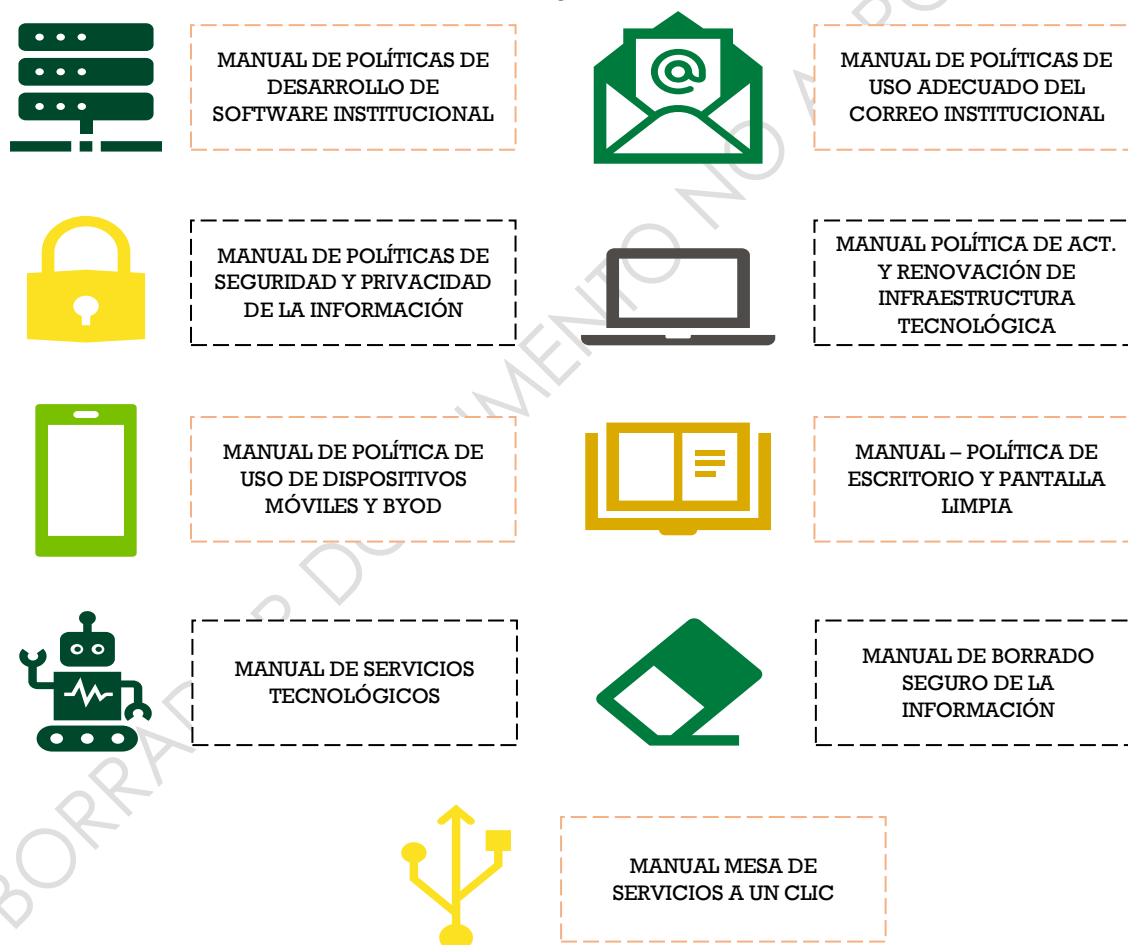 MANUAL DE POLÍTICAS DE
DESARROLLO DE
SOFTWARE INSTITUCIONAL
MANUAL DE POLÍTICAS DE
USO ADECUADO DEL
CORREO INSTITUCIONAL
MANUAL DE POLÍTICAS DE
SEGURIDAD Y PRIVACIDAD
DE LA INFORMACIÓN
MANUAL POLÍTICA DE ACT.
Y RENOVACIÓN DE
INFRAESTRUCTURA
TECNOLÓGICA
MANUAL DE POLÍTICA DE
USO DE DISPOSITIVOS
MÓVILES Y BYOD
MANUAL – POLÍTICA DE
ESCRITORIO Y PANTALLA
LIMPIA
MANUAL DE SERVICIOS
TECNOLÓGICOS
MANUAL DE BORRADO
SEGURO DE LA
INFORMACIÓN
MANUAL MESA DE
SERVICIOS A UN CLIC
@
NO